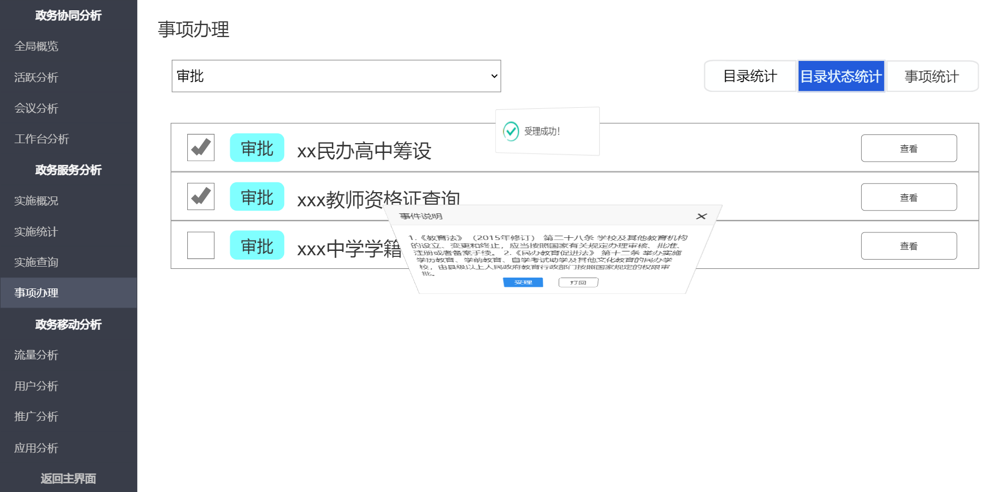 政务协同分析
全局概览
活跃分析
会议分析
工作台分析
政务服务分析
实施概况
实施统计
实施查询
事项办理
政务移动分析
流量分析
用户分析
推广分析
应用分析
返回主界面
事项办理
审批
目录统计
目录状态统计
事项统计
受理成功！
审批
xx民办高中筹设
查看
审批
xxx教师资格证查询
查看
审批
xxx中学学籍
查看
事件说明
1.《教育法》（2015年修订） 第二十八条 学校及其他教育机构
的设立、变更和终止，应当按照国家有关规定办理审核、批准、
注册或者备案手续。 2.《民办教育促进法》 第十二条 举办实施
学历教育、学前教育、自学考试助学及其他文化教育的民办学
校，由县级以上人民政府教育行政部门按照国家规定的权限审
批。
受理
打回